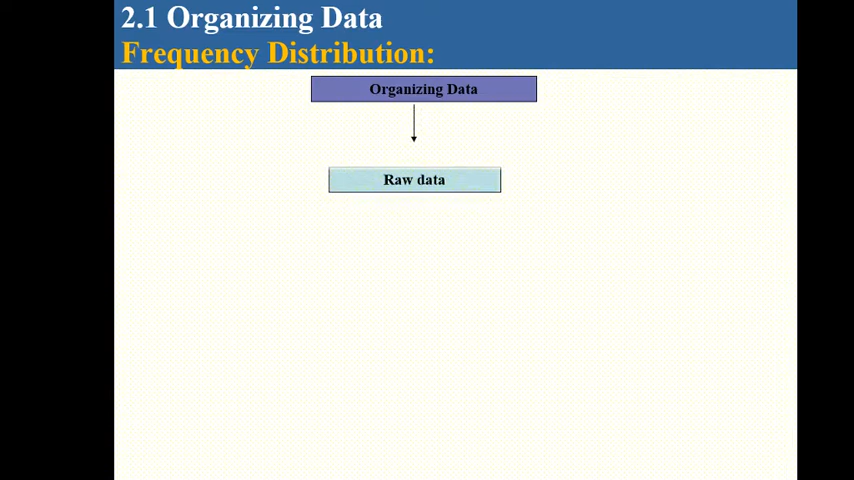 2.1 Organizing Data
Frequency Distribution:
Organizing Data
Raw data